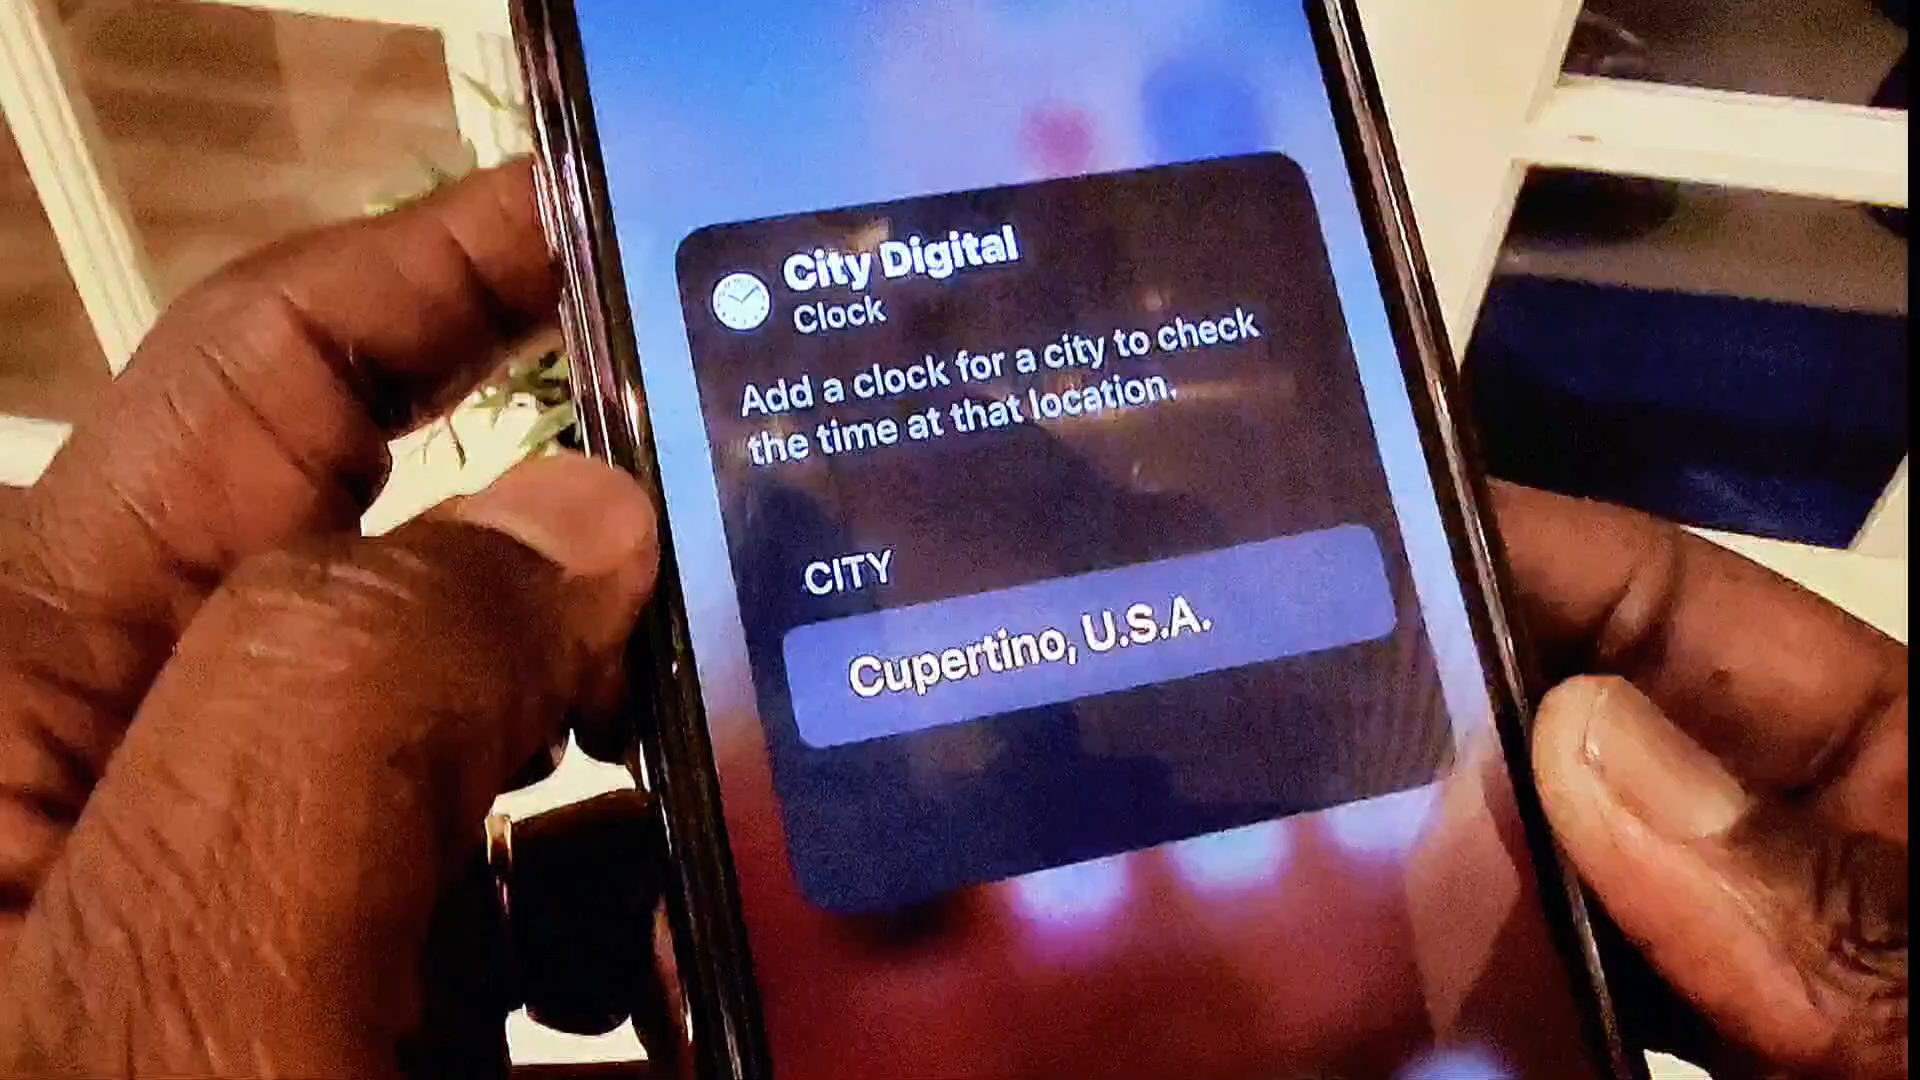 City Digital
Clock
Add a clock for a city to check
the time at that location.
CITY
Cupertino, U.S.A.